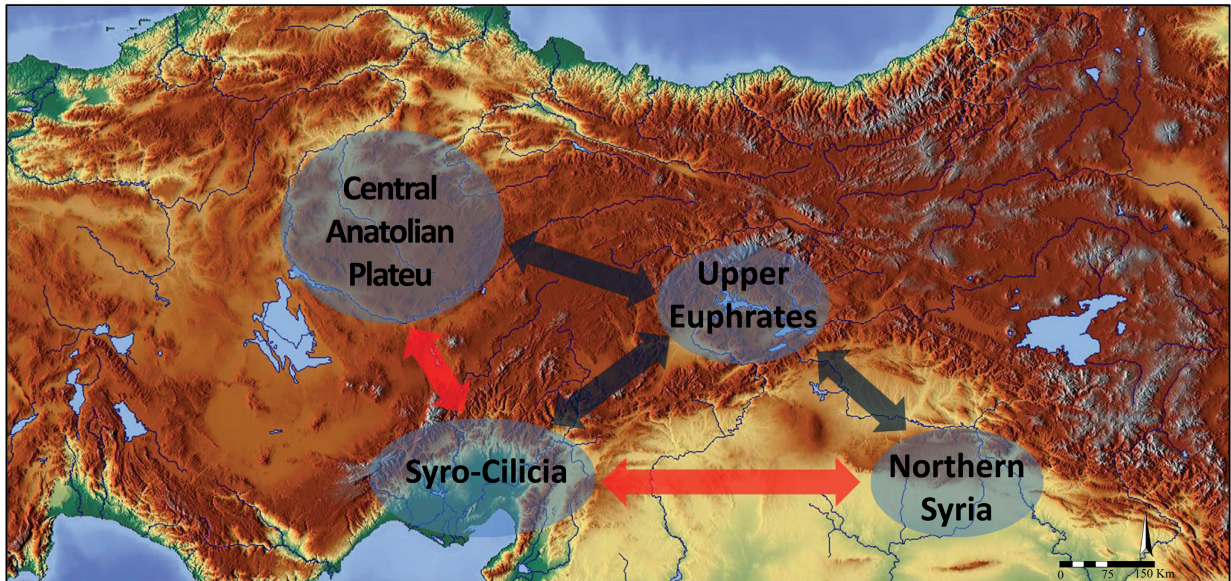 Central
Anatolian
Plateu
Upper
Euphrates
Syro-Cilicia
Northern
Syria
0 75 150 Km